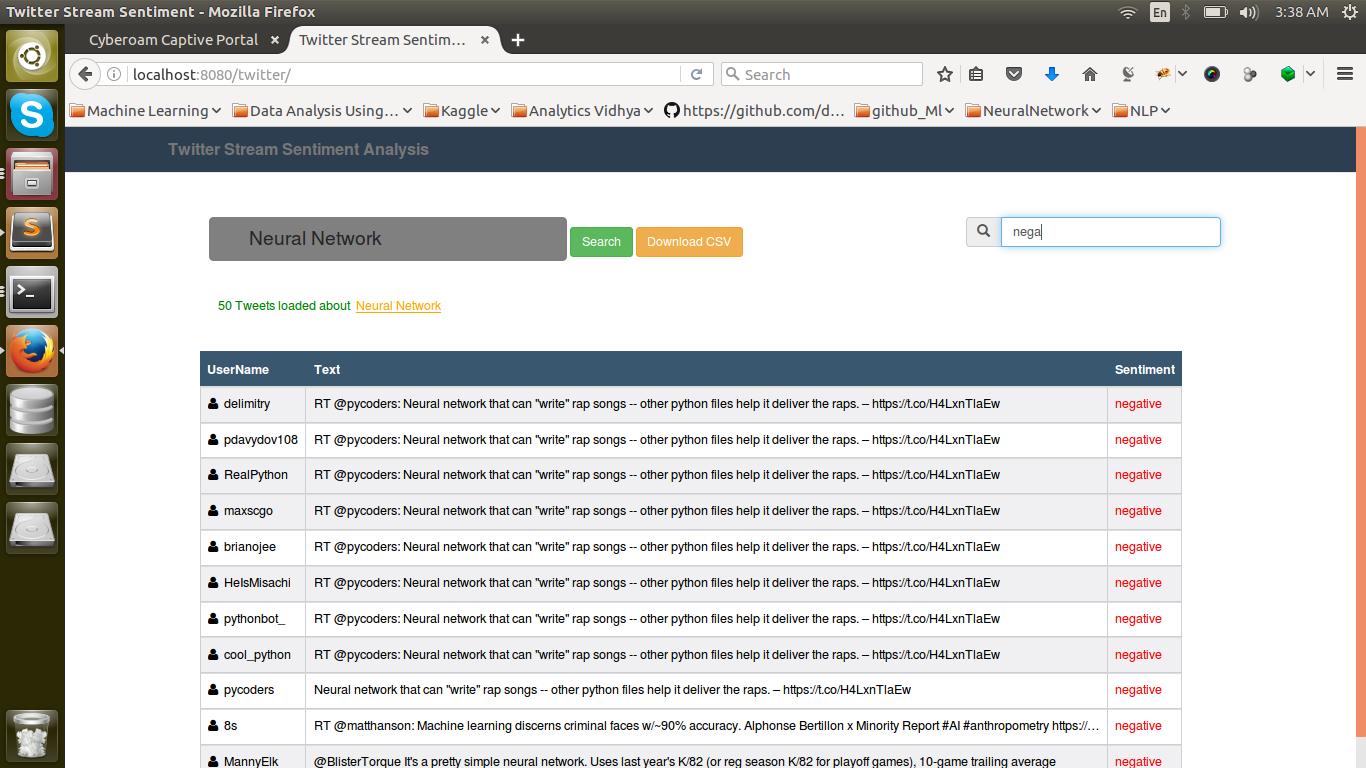 Twitter Stream Sentiment - Mozilla Firefox En 3:38 AM
Cyberoam Captive Portal × Twitter Stream Sentim... ×
localhost:8080/twitter/ Search
Machine Learning Data Analysis Using... Kaggle Analytics Vidhya https://github.com/d... github_Ml NeuralNetwork NLP
Twitter Stream Sentiment Analysis
Neural Network Search Download CSV nega
50 Tweets loaded about Neural Network
UserName Text Sentiment
delimitry RT @pycoders: Neural network that can "write" rap songs -- other python files help it deliver the raps. – https://t.co/H4LxnTlaEw negative
pdavydov108 RT @pycoders: Neural network that can "write" rap songs -- other python files help it deliver the raps. – https://t.co/H4LxnTlaEw negative
RealPython RT @pycoders: Neural network that can "write" rap songs -- other python files help it deliver the raps. – https://t.co/H4LxnTlaEw negative
maxscgo RT @pycoders: Neural network that can "write" rap songs -- other python files help it deliver the raps. – https://t.co/H4LxnTlaEw negative
brianojee RT @pycoders: Neural network that can "write" rap songs -- other python files help it deliver the raps. – https://t.co/H4LxnTlaEw negative
HelsMisachi RT @pycoders: Neural network that can "write" rap songs -- other python files help it deliver the raps. – https://t.co/H4LxnTlaEw negative
pythonbot_ RT @pycoders: Neural network that can "write" rap songs -- other python files help it deliver the raps. – https://t.co/H4LxnTlaEw negative
cool_python RT @pycoders: Neural network that can "write" rap songs -- other python files help it deliver the raps. – https://t.co/H4LxnTlaEw negative
pycoders Neural network that can "write" rap songs -- other python files help it deliver the raps. – https://t.co/H4LxnTlaEw negative
8s RT @matthanson: Machine learning discerns criminal faces w/~90% accuracy. Alphonse Bertillon x Minority Report #AI #anthropometry https://... negative
MannyElk @BlisterTorque It's a pretty simple neural network. Uses last year's K/82 (or reg season K/82 for playoff games), 10-game trailing average negative